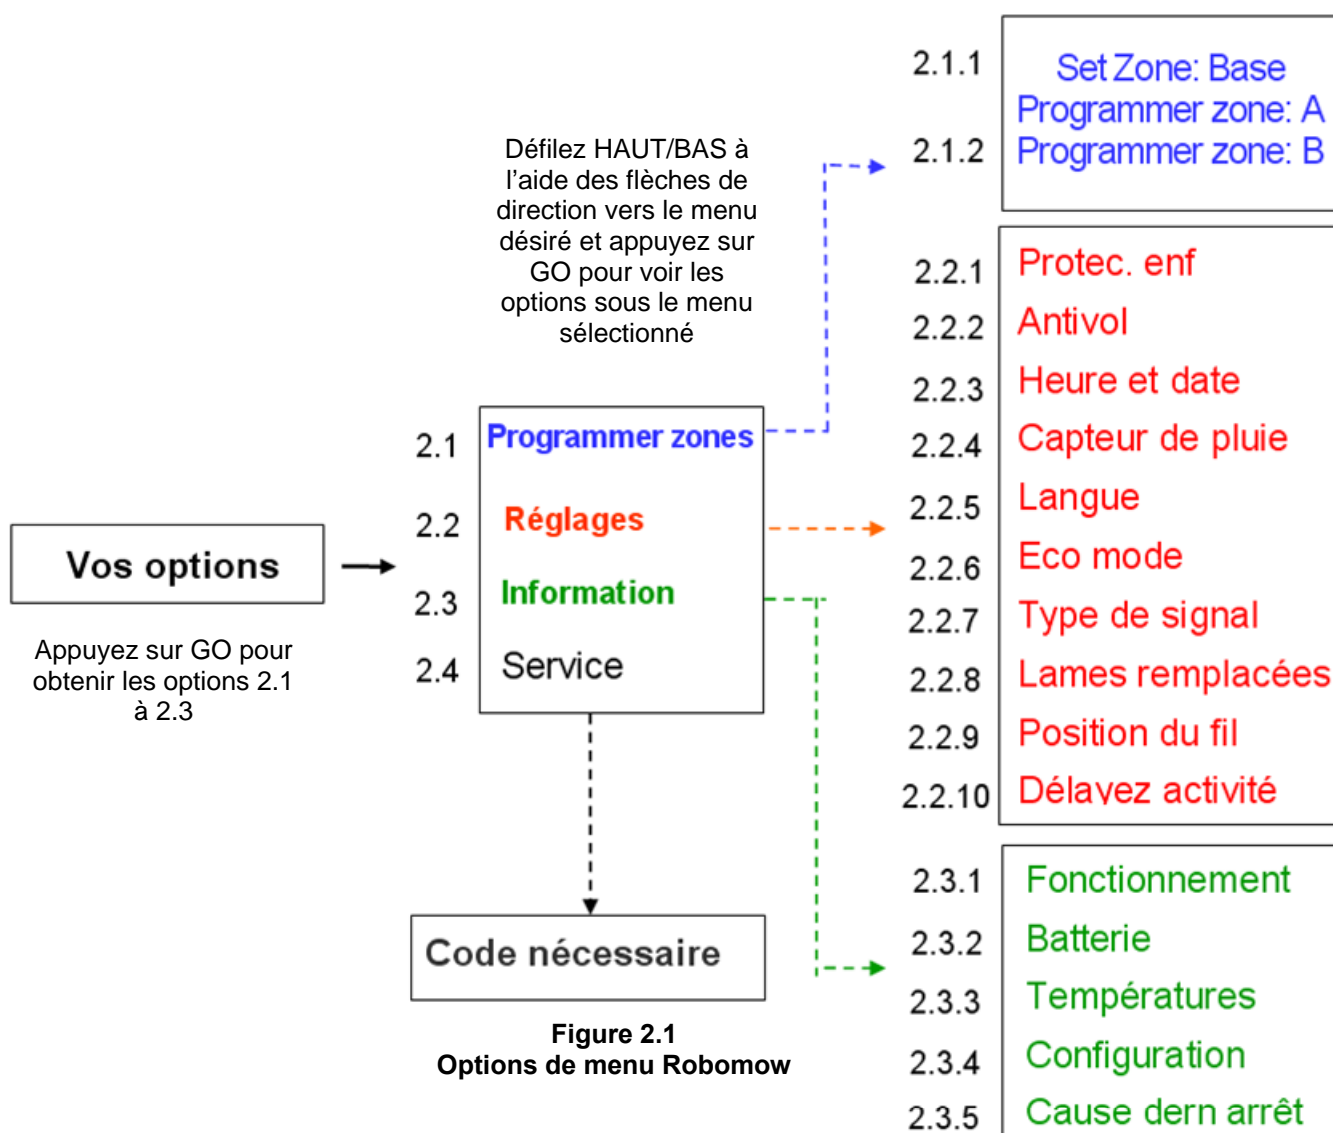 Vos options
Appuyez sur GO pour
obtenir les options 2.1
à 2.3
Défilez HAUT/BAS à
l'aide des flèches de
direction vers le menu
désiré et appuyez sur
GO pour voir les
options sous le menu
sélectionné
2.1 Programmer zones
2.2 Réglages
2.3 Information
2.4 Service
Code nécessaire
2.1.1 Set Zone: Base
Programmer zone: A
2.1.2 Programmer zone: B
2.2.1 Protec. enf
2.2.2 Antivol
2.2.3 Heure et date
2.2.4 Capteur de pluie
2.2.5 Langue
2.2.6 Eco mode
2.2.7 Type de signal
2.2.8 Lames remplacées
2.2.9 Position du fil
2.2.10 Délayez activité
2.3.1 Fonctionnement
2.3.2 Batterie
2.3.3 Températures
2.3.4 Configuration
2.3.5 Cause dern arrêt
Figure 2.1
Options de menu Robomow